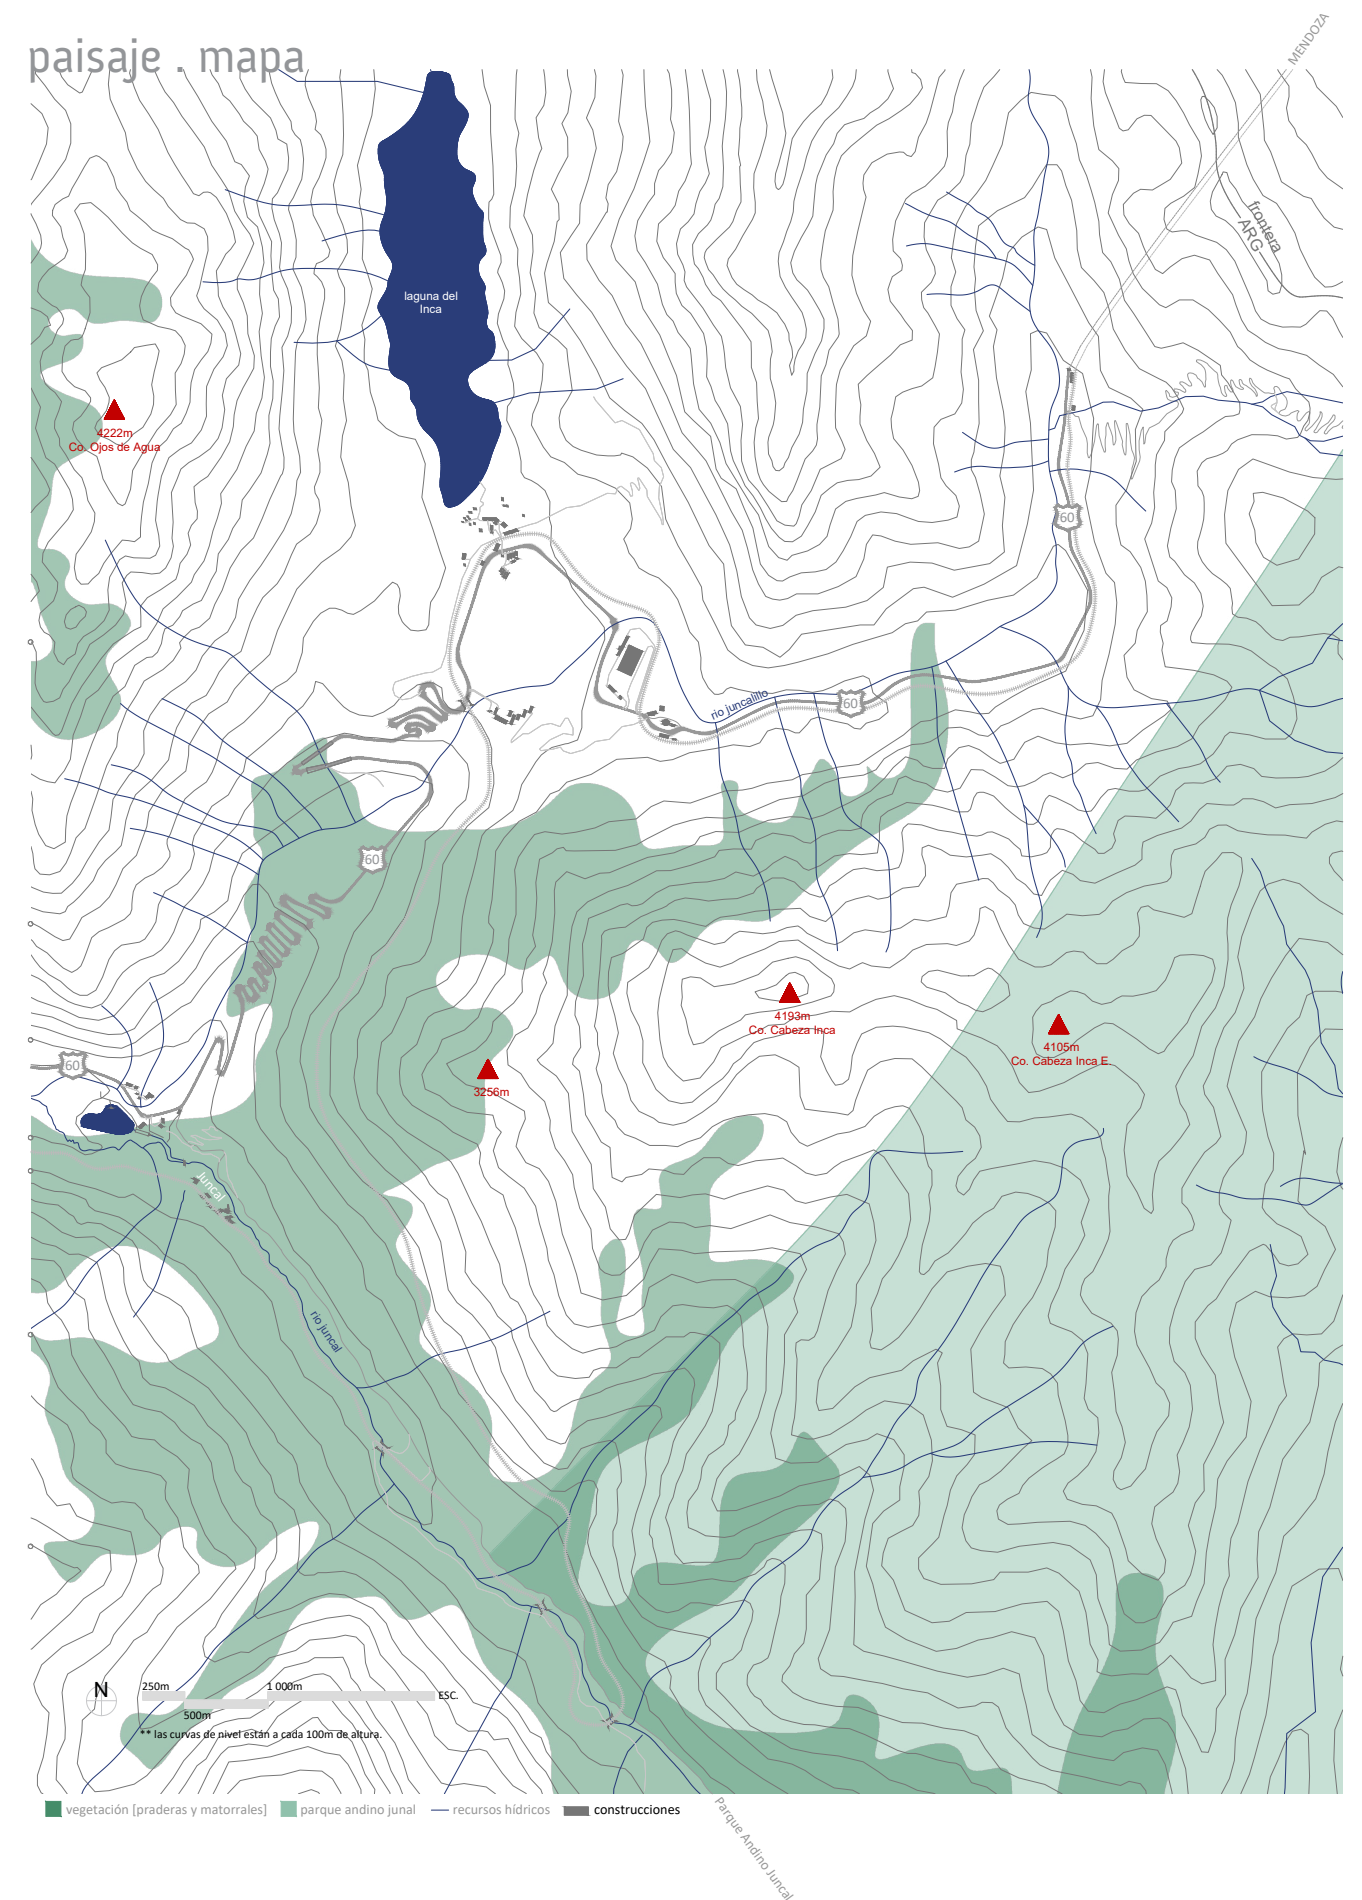 paisaje . mapa
MENDOZA
frontera
ARG
laguna del
Inca
4222m
Co. Ojos de Agua
60
rio juncalillo
60
60
4193m
Co. Cabeza Inca
4105m
Co. Cabeza Inca E.
60
3256m
Juncal
rio juncal
N
250m
1 000m
ESC.
500m
** las curvas de nivel están a cada 100m de altura.
vegetación [praderas y matorrales]
parque andino junal
recursos hídricos
construcciones
Parque Andino Juncal